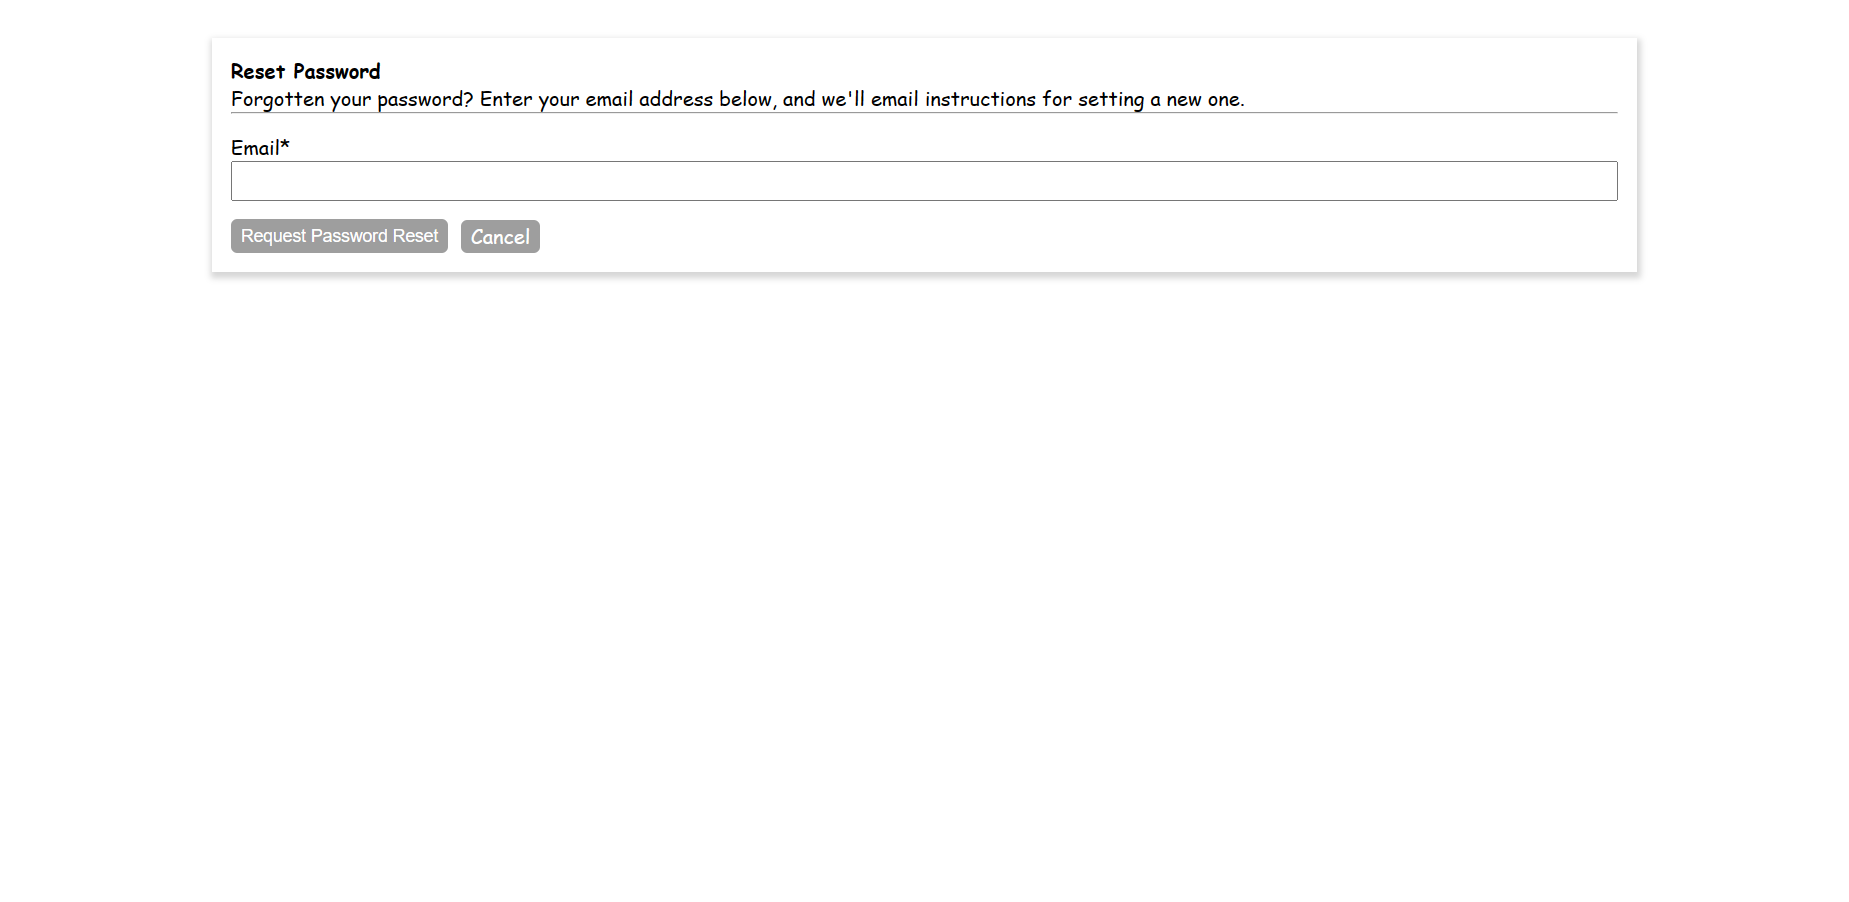 Reset Password
Forgotten your password? Enter your email address below, and we'll email instructions for setting a new one.
Email*
Request Password Reset
Cancel